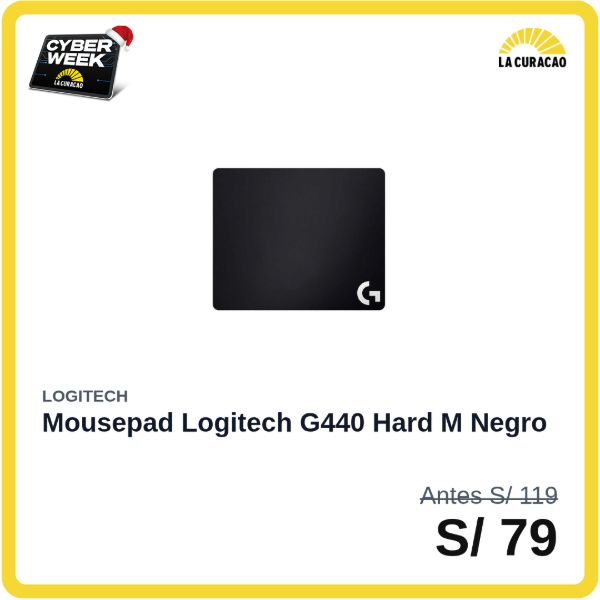 CYBER
WEEK
LA CURACAO
LA CURACAO
G
LOGITECH
Mousepad Logitech G440 Hard M Negro
Antes S/ 119
S/ 79